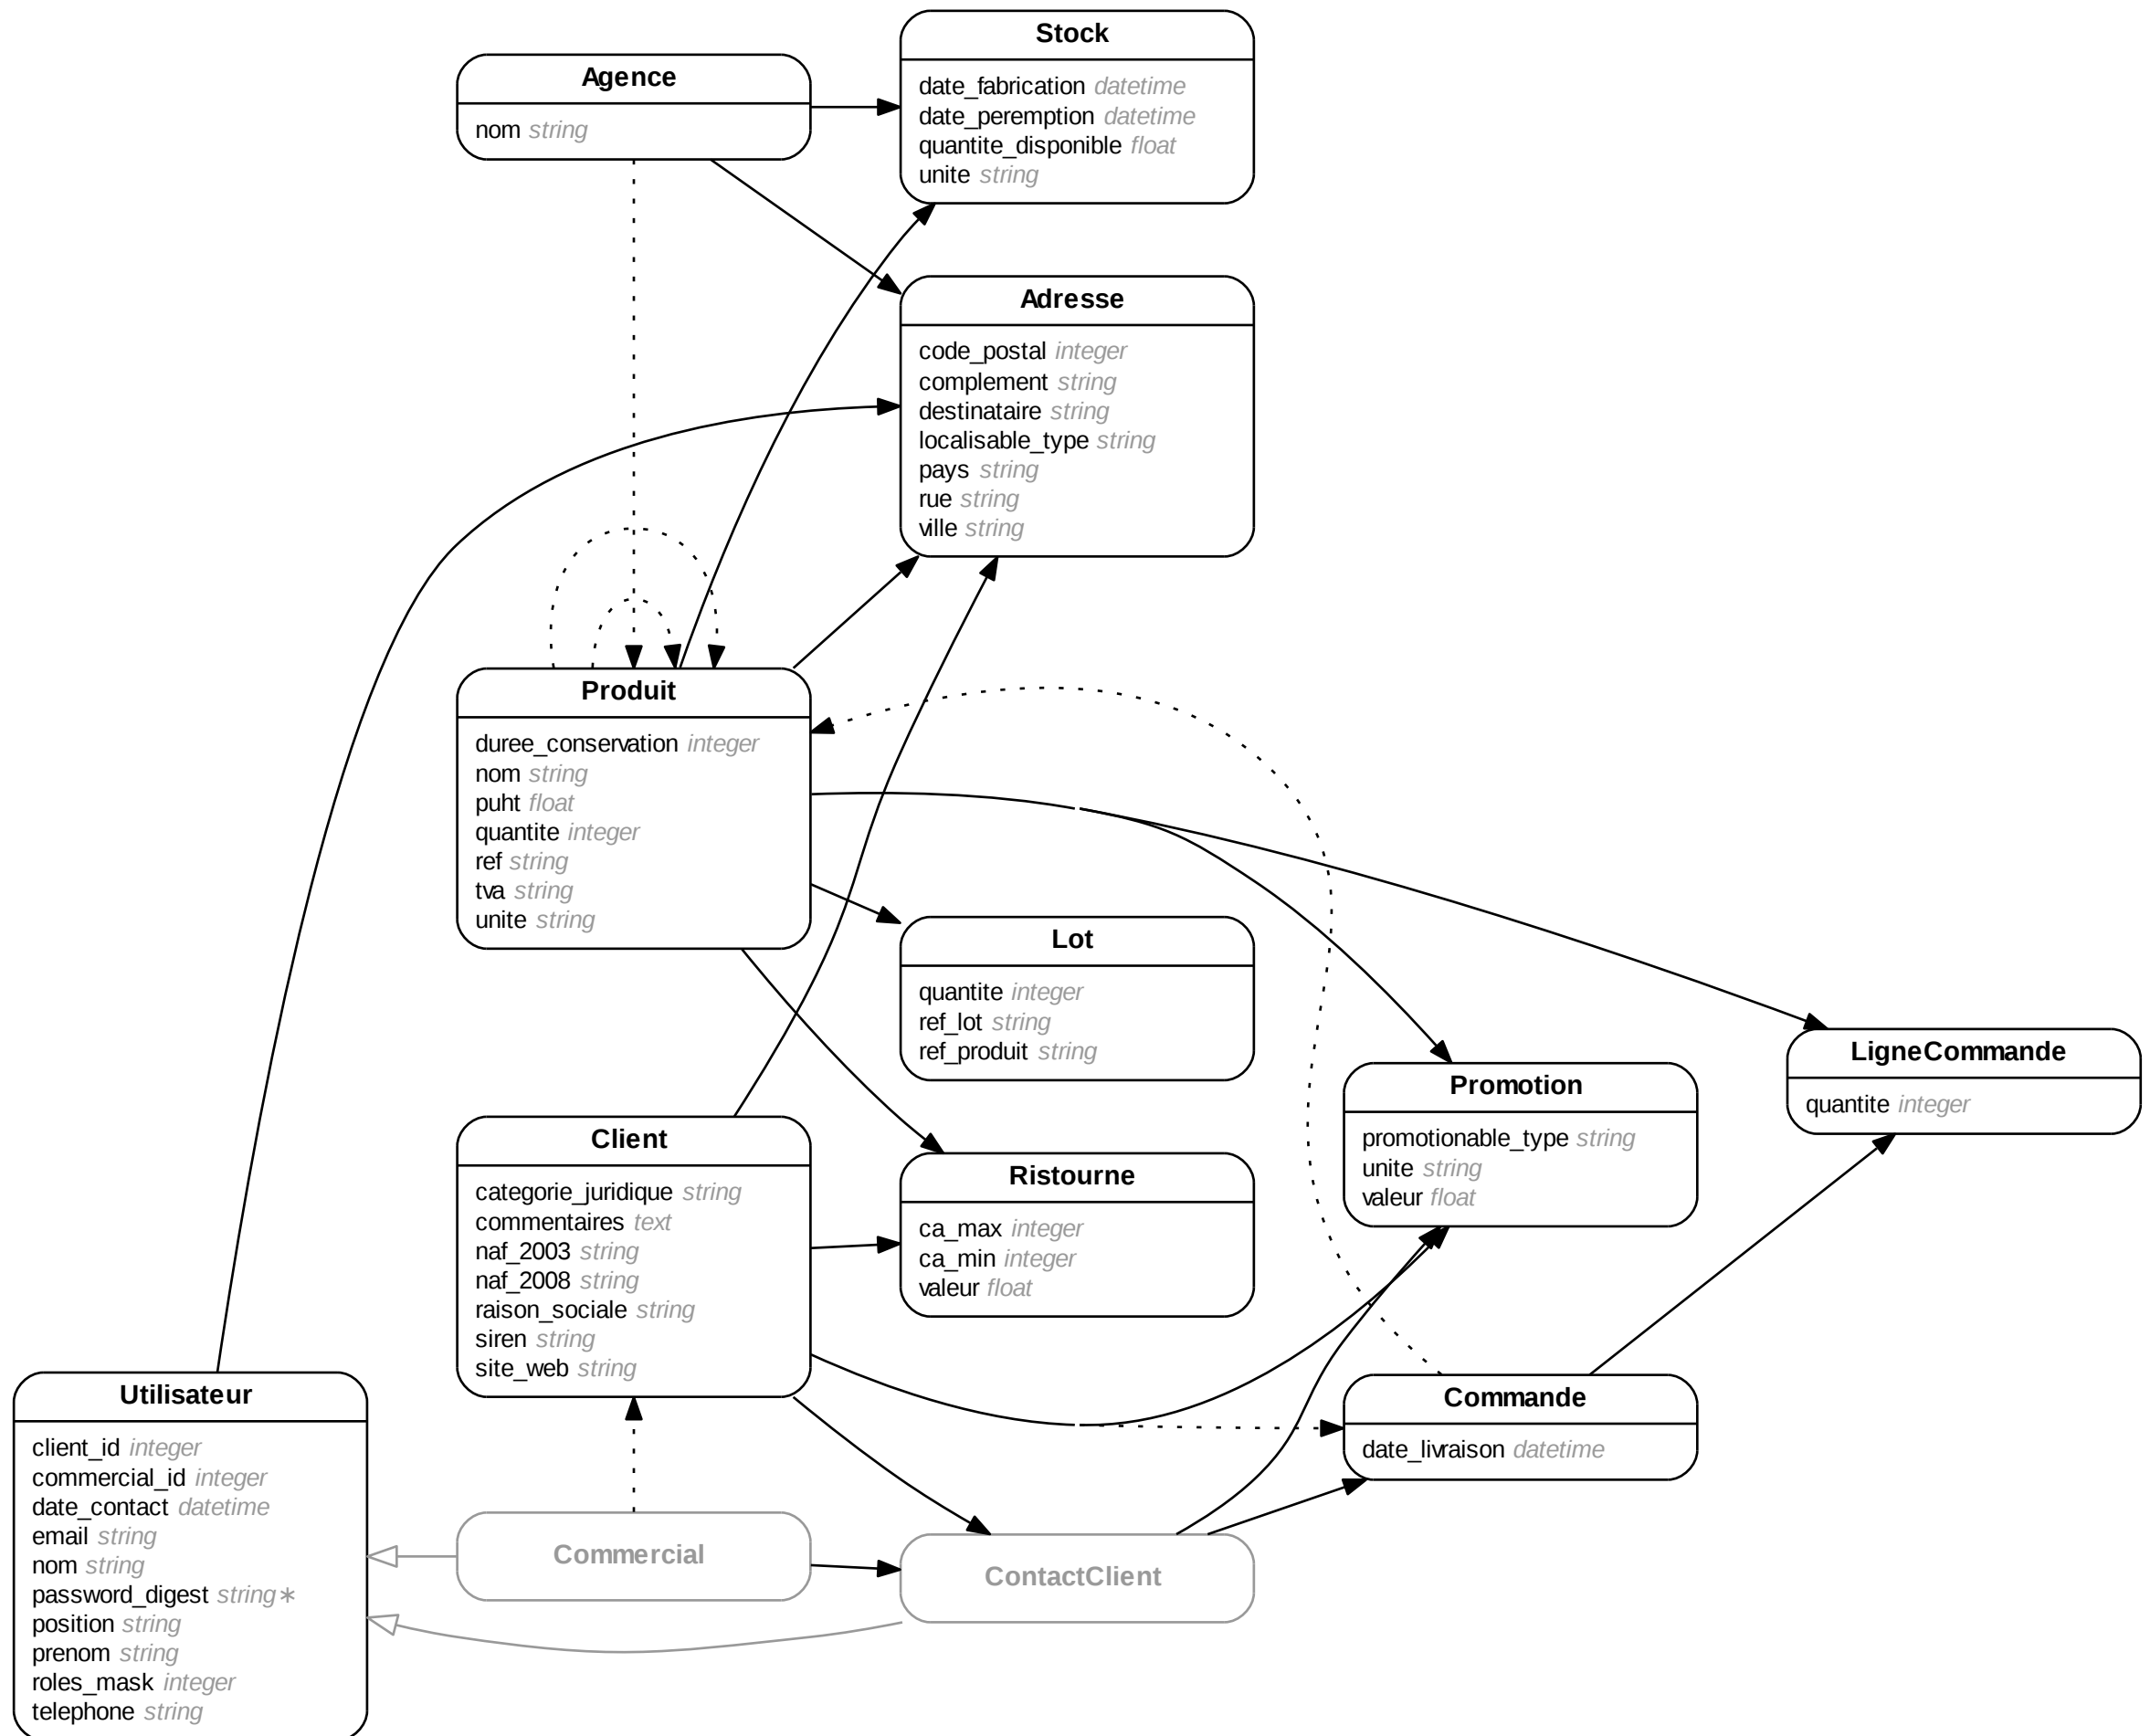 Stock
date_fabrication datetime
date_peremption datetime
quantite_disponible float
unite string
Agence
nom string
Adresse
code_postal integer
complement string
destinataire string
localisable_type string
pays string
rue string
ville string
Produit
duree_conservation integer
nom string
puht float
quantite integer
ref string
tva string
unite string
Lot
quantite integer
ref_lot string
ref_produit string
LigneCommande
quantite integer
Promotion
promotionable_type string
unite string
valeur float
Client
categorie_juridique string
commentaires text
naf_2003 string
naf_2008 string
raison_sociale string
siren string
site_web string
Ristourne
ca_max integer
ca_min integer
valeur float
Utilisateur
client_id integer
commercial_id integer
date_contact datetime
email string
nom string
password_digest string∗
position string
prenom string
roles_mask integer
telephone string
Commande
date_livraison datetime
Commercial
ContactClient